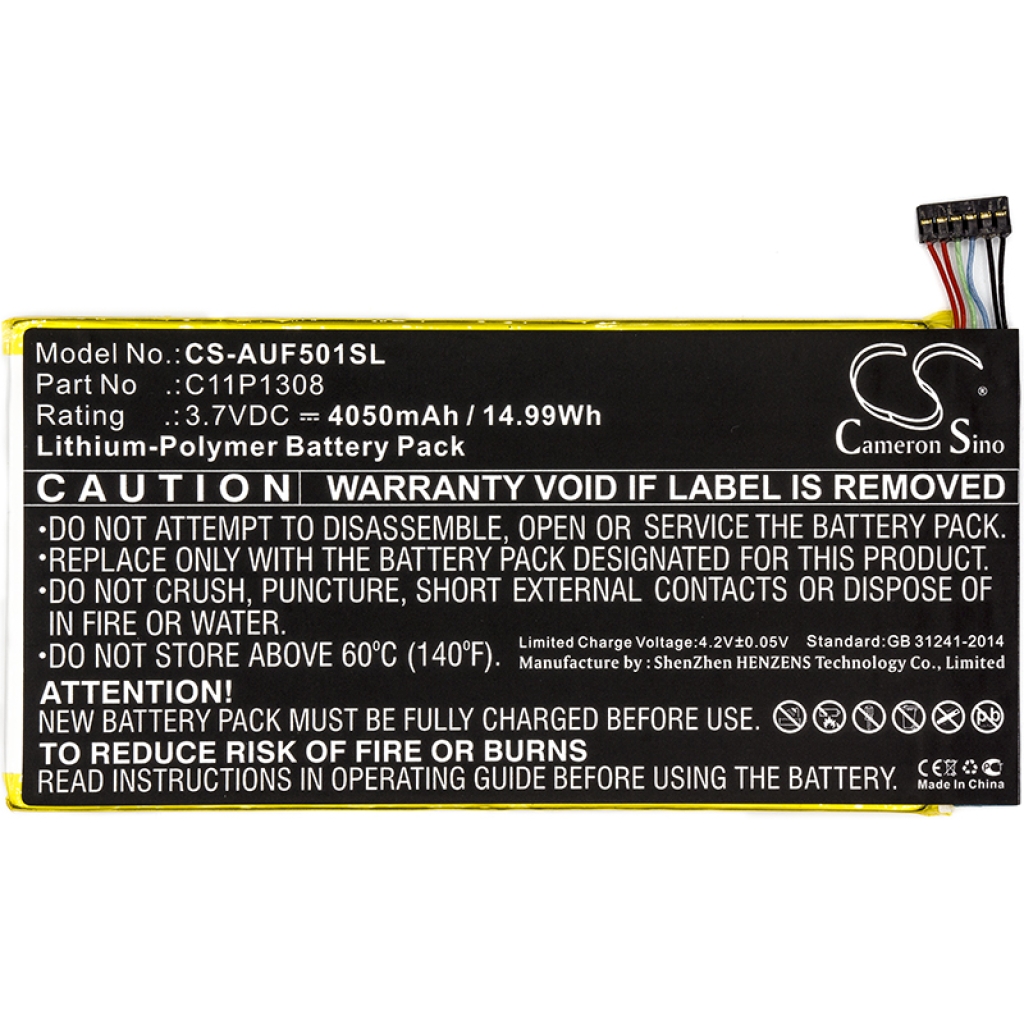 Model No.: CS-AUF501SL
Part No .: C11P1308
Rating .: 3.7VDC ⎓ 4050mAh / 14.99Wh
Lithium-Polymer Battery Pack
CS ®
Cameron Sino
CAUTION WARRANTY VOID IF LABEL IS REMOVED
•DO NOT ATTEMPT TO DISASSEMBLE, OPEN OR SERVICE THE BATTERY PACK.
•REPLACE ONLY WITH THE BATTERY PACK DESIGNATED FOR THIS PRODUCT.
•DO NOT CRUSH, PUNCTURE, SHORT EXTERNAL CONTACTS OR DISPOSE
IN FIRE OR WATER.
•DO NOT STORE ABOVE 60°C (140°F).
Limited Charge Voltage:4.2V±0.05V Standard:GB 31241-2014
Manufacture by : ShenZhen HENZENS Technology Co., Limited
ATTENTION!
NEW BATTERY PACK MUST BE FULLY CHARGED BEFORE USE.
Pb
TO REDUCE RISK OF FIRE OR BURNS
READ INSTRUCTIONS IN OPERATING GUIDE BEFORE USING THE BATTERY.
CE
Made In China